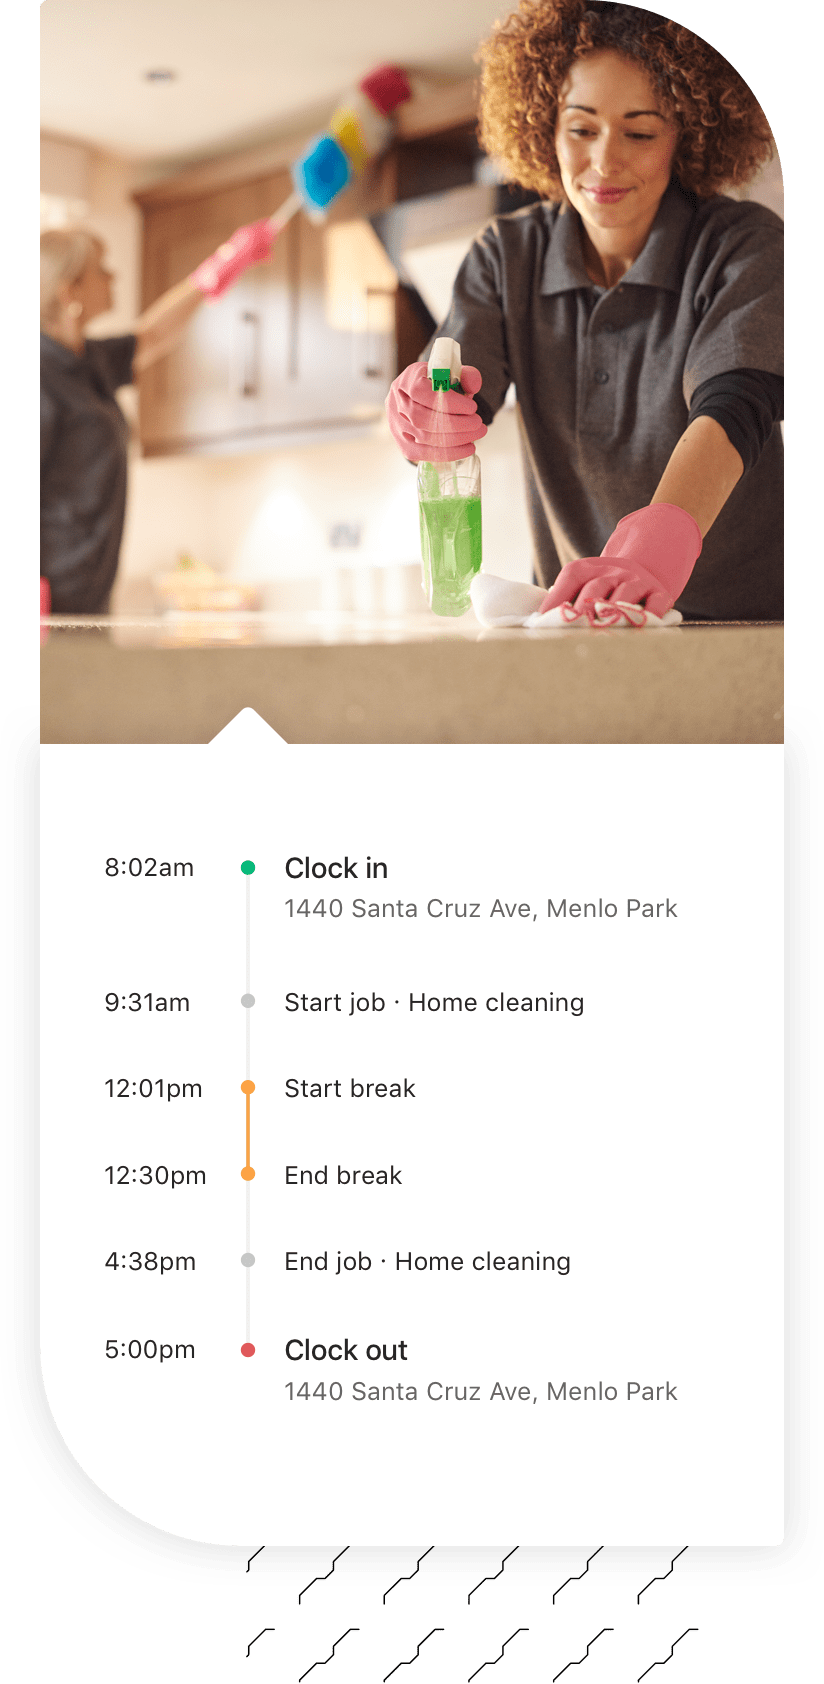 8:02am Clock in
1440 Santa Cruz Ave, Menlo Park
9:31am Start job · Home cleaning
12:01pm Start break
12:30pm End break
4:38pm End job · Home cleaning
5:00pm Clock out
1440 Santa Cruz Ave, Menlo Park